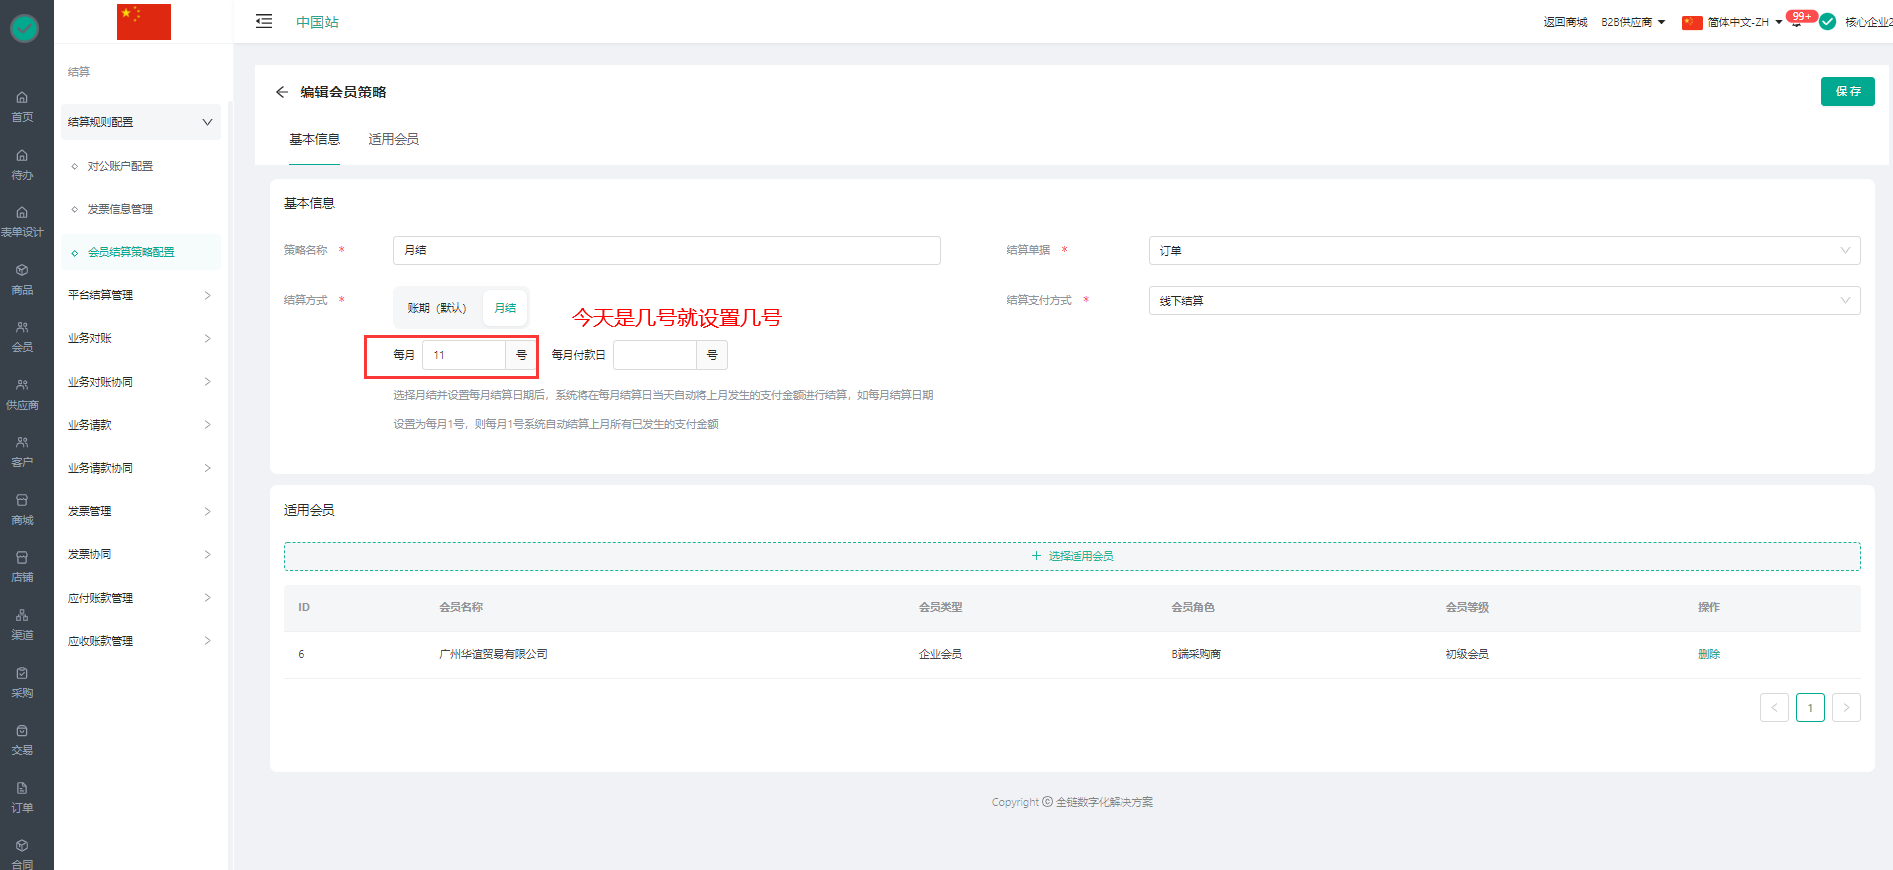 中国站
返回商城
B2B供应商
简体中文-ZH
99+
核心企业2
首页
待办
表单设计
商品
会员
供应商
客户
商城
店铺
渠道
采购
交易
订单
合同
结算
结算规则配置
对公账户配置
发票信息管理
会员结算策略配置
平台结算管理
业务对账
业务对账协同
业务请款
业务请款协同
发票管理
发票协同
应付账款管理
应收账款管理
编辑会员策略
保存
基本信息 适用会员
基本信息
策略名称 * 月结
结算单据 * 订单
结算方式 * 账期（默认） 月结
结算支付方式 * 线下结算
今天是几号就设置几号
每月 11 号 每月付款日 号
选择月结并设置每月结算日期后，系统将在每月结算日当天自动将上月发生的支付金额进行结算，如每月结算日期
设置为每月1号，则每月1号系统自动结算上月所有已发生的支付金额
适用会员
+ 选择适用会员
ID 会员名称 会员类型 会员角色 会员等级 操作
6 广州华谊贸易有限公司 企业会员 B端采购商 初级会员 删除
< 1 >
Copyright © 全链数字化解决方案